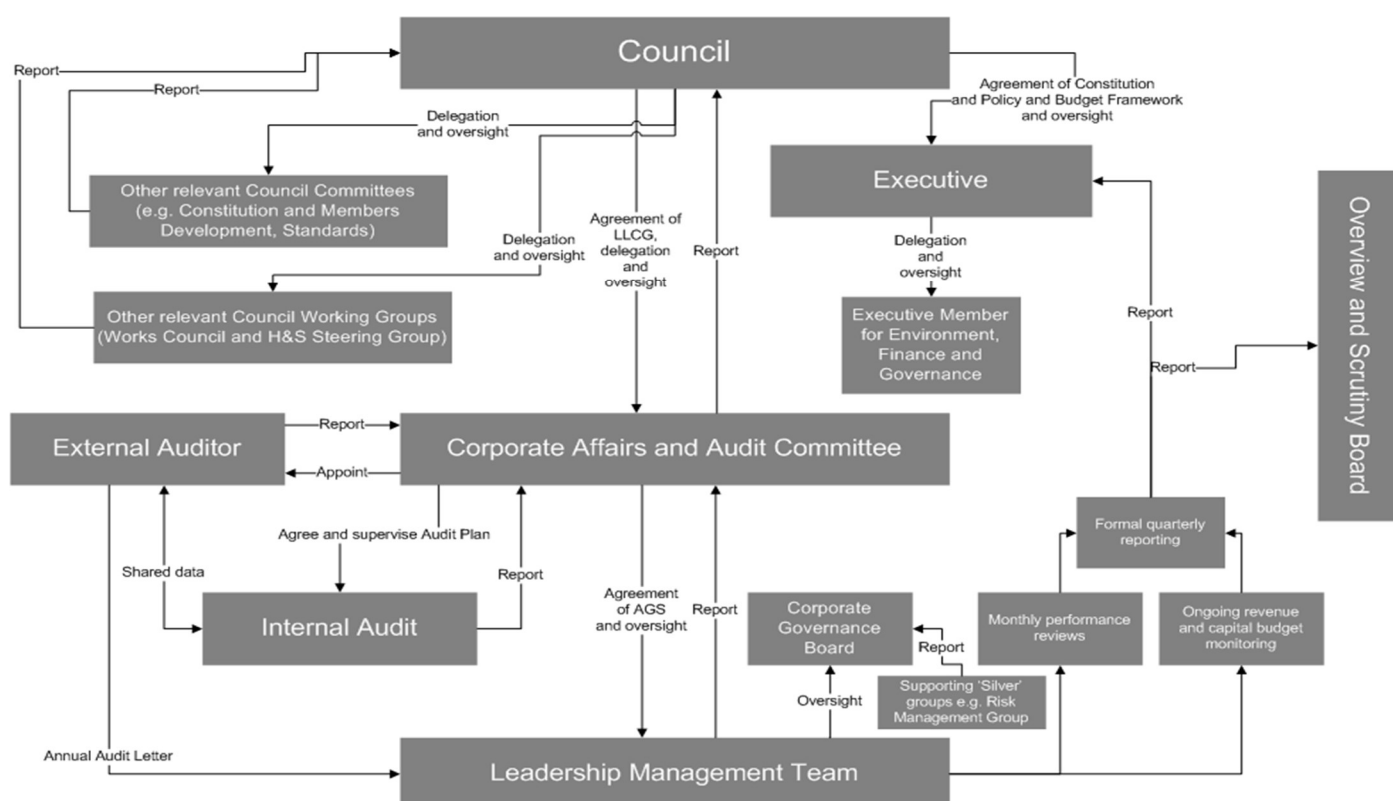 Council
Report
Report
Agreement of Constitution
and Policy and Budget Framework
and oversight
Delegation
and oversight
Executive
Other relevant Council Committees
(e.g. Constitution and Members
Development, Standards)
Overview and Scrutiny Board
Delegation
and oversight
Agreement of
LLCG,
delegation
and
oversight
Report
Delegation
and
oversight
Other relevant Council Working Groups
(Works Council and H&S Steering Group)
Executive Member
for Environment,
Finance and
Governance
Report
Report
External Auditor
Report
Appoint
Corporate Affairs and Audit Committee
Agree and supervise Audit Plan
Formal quarterly
reporting
Shared data
Report
Internal Audit
Agreement
of AGS
and oversight
Report
Corporate
Governance
Board
Monthly performance
reviews
Ongoing revenue
and capital budget
monitoring
Report
Supporting ‘Silver’
groups e.g. Risk
Management Group
Oversight
Annual Audit Letter
Leadership Management Team